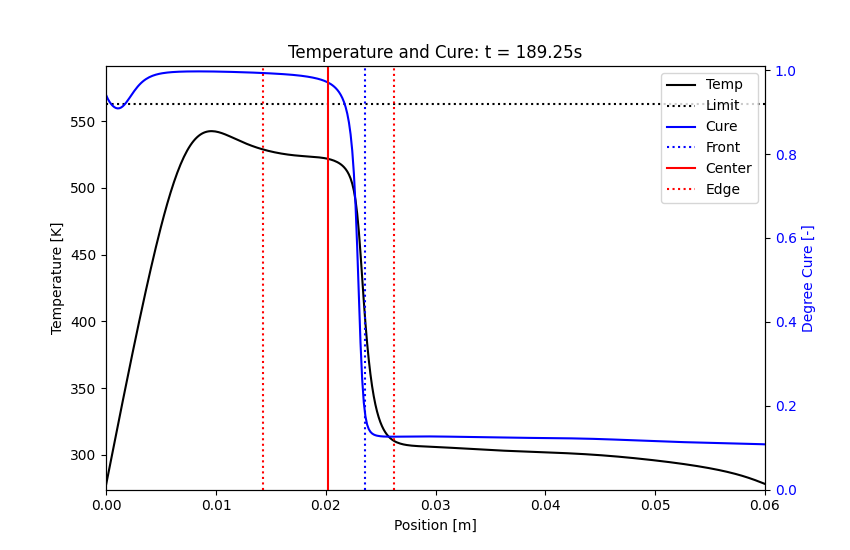 Temperature and Cure: t = 189.25s
Temperature [K]
550
500
450
400
350
300
Temp
Limit
Cure
Front
Center
Edge
1.0
0.8
0.6
0.4
0.2
0.0
Degree Cure [-]
0.00
0.01
0.02
0.03
0.04
0.05
0.06
Position [m]